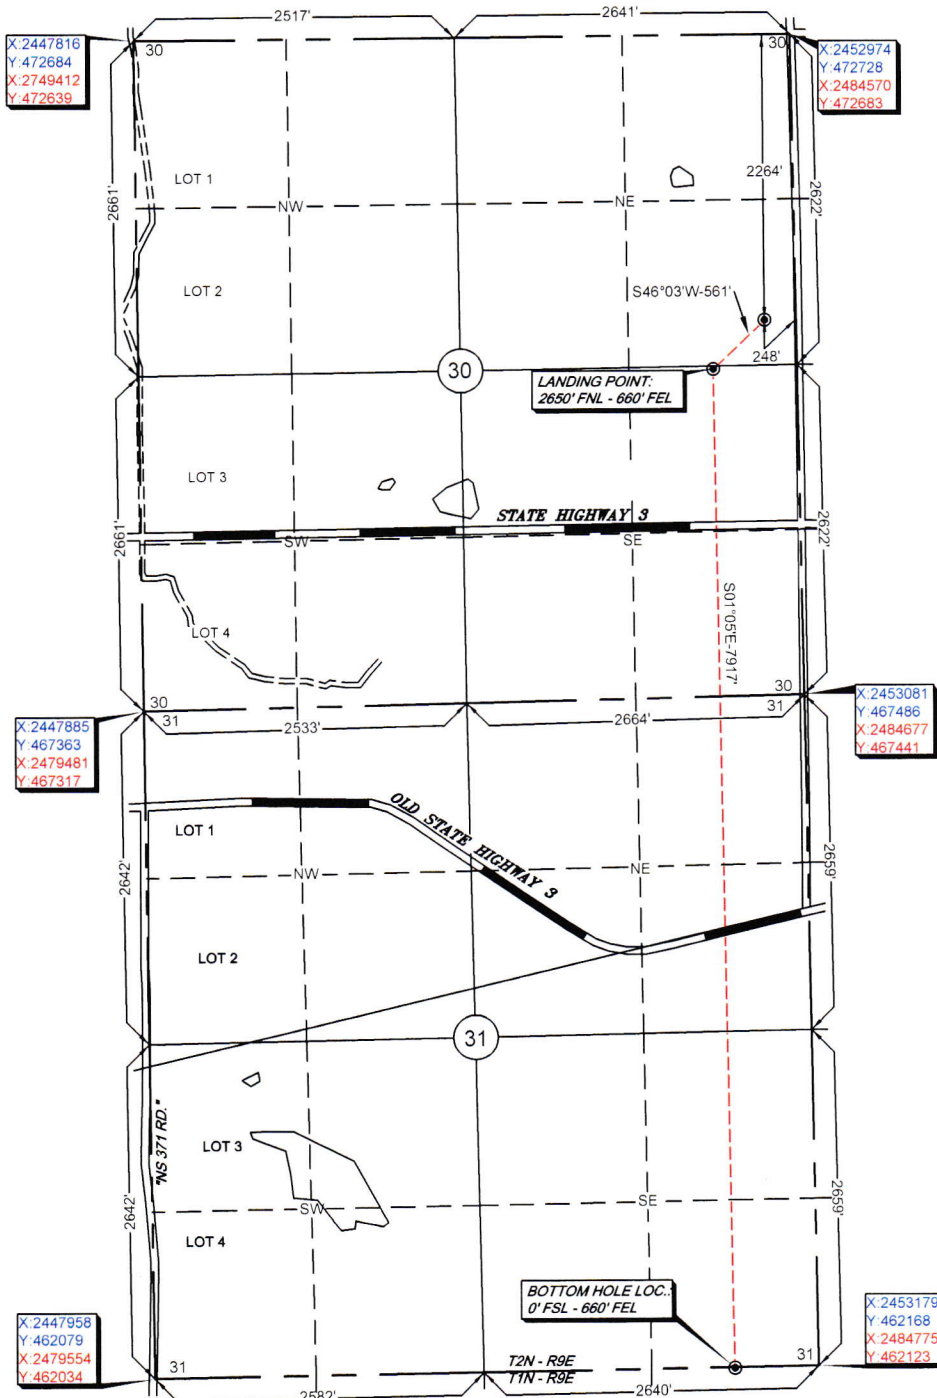 2517'
2641'
X:2447816
Y:472684
X:2749412
Y:472639
30
30
X:2452974
Y:472728
X:2484570
Y:472683
LOT 1
2264'
2661'
NW
NE
2622'
LOT 2
S46°03'W-561'
248'
30
LANDING POINT:
2650' FNL - 660' FEL
LOT 3
STATE HIGHWAY 3
2661'
SW
SE
2622'
S01°05'E-7917'
LOT 4
30
31
30
31
2533'
2664'
X:2447885
Y:467363
X:2479481
Y:467317
X:2453081
Y:467486
X:2484677
Y:467441
OLD STATE HIGHWAY 3
LOT 1
2642'
NW
NE
2659'
LOT 2
31
"NS 371 RD."
LOT 3
2642'
SW
SE
2659'
LOT 4
BOTTOM HOLE LOC.:
0' FSL - 660' FEL
X:2447958
Y:462079
X:2479554
Y:462034
31
T2N - R9E
T1N - R9E
31
X:2453179
Y:462168
X:2484775
Y:462123
2582'
2640'